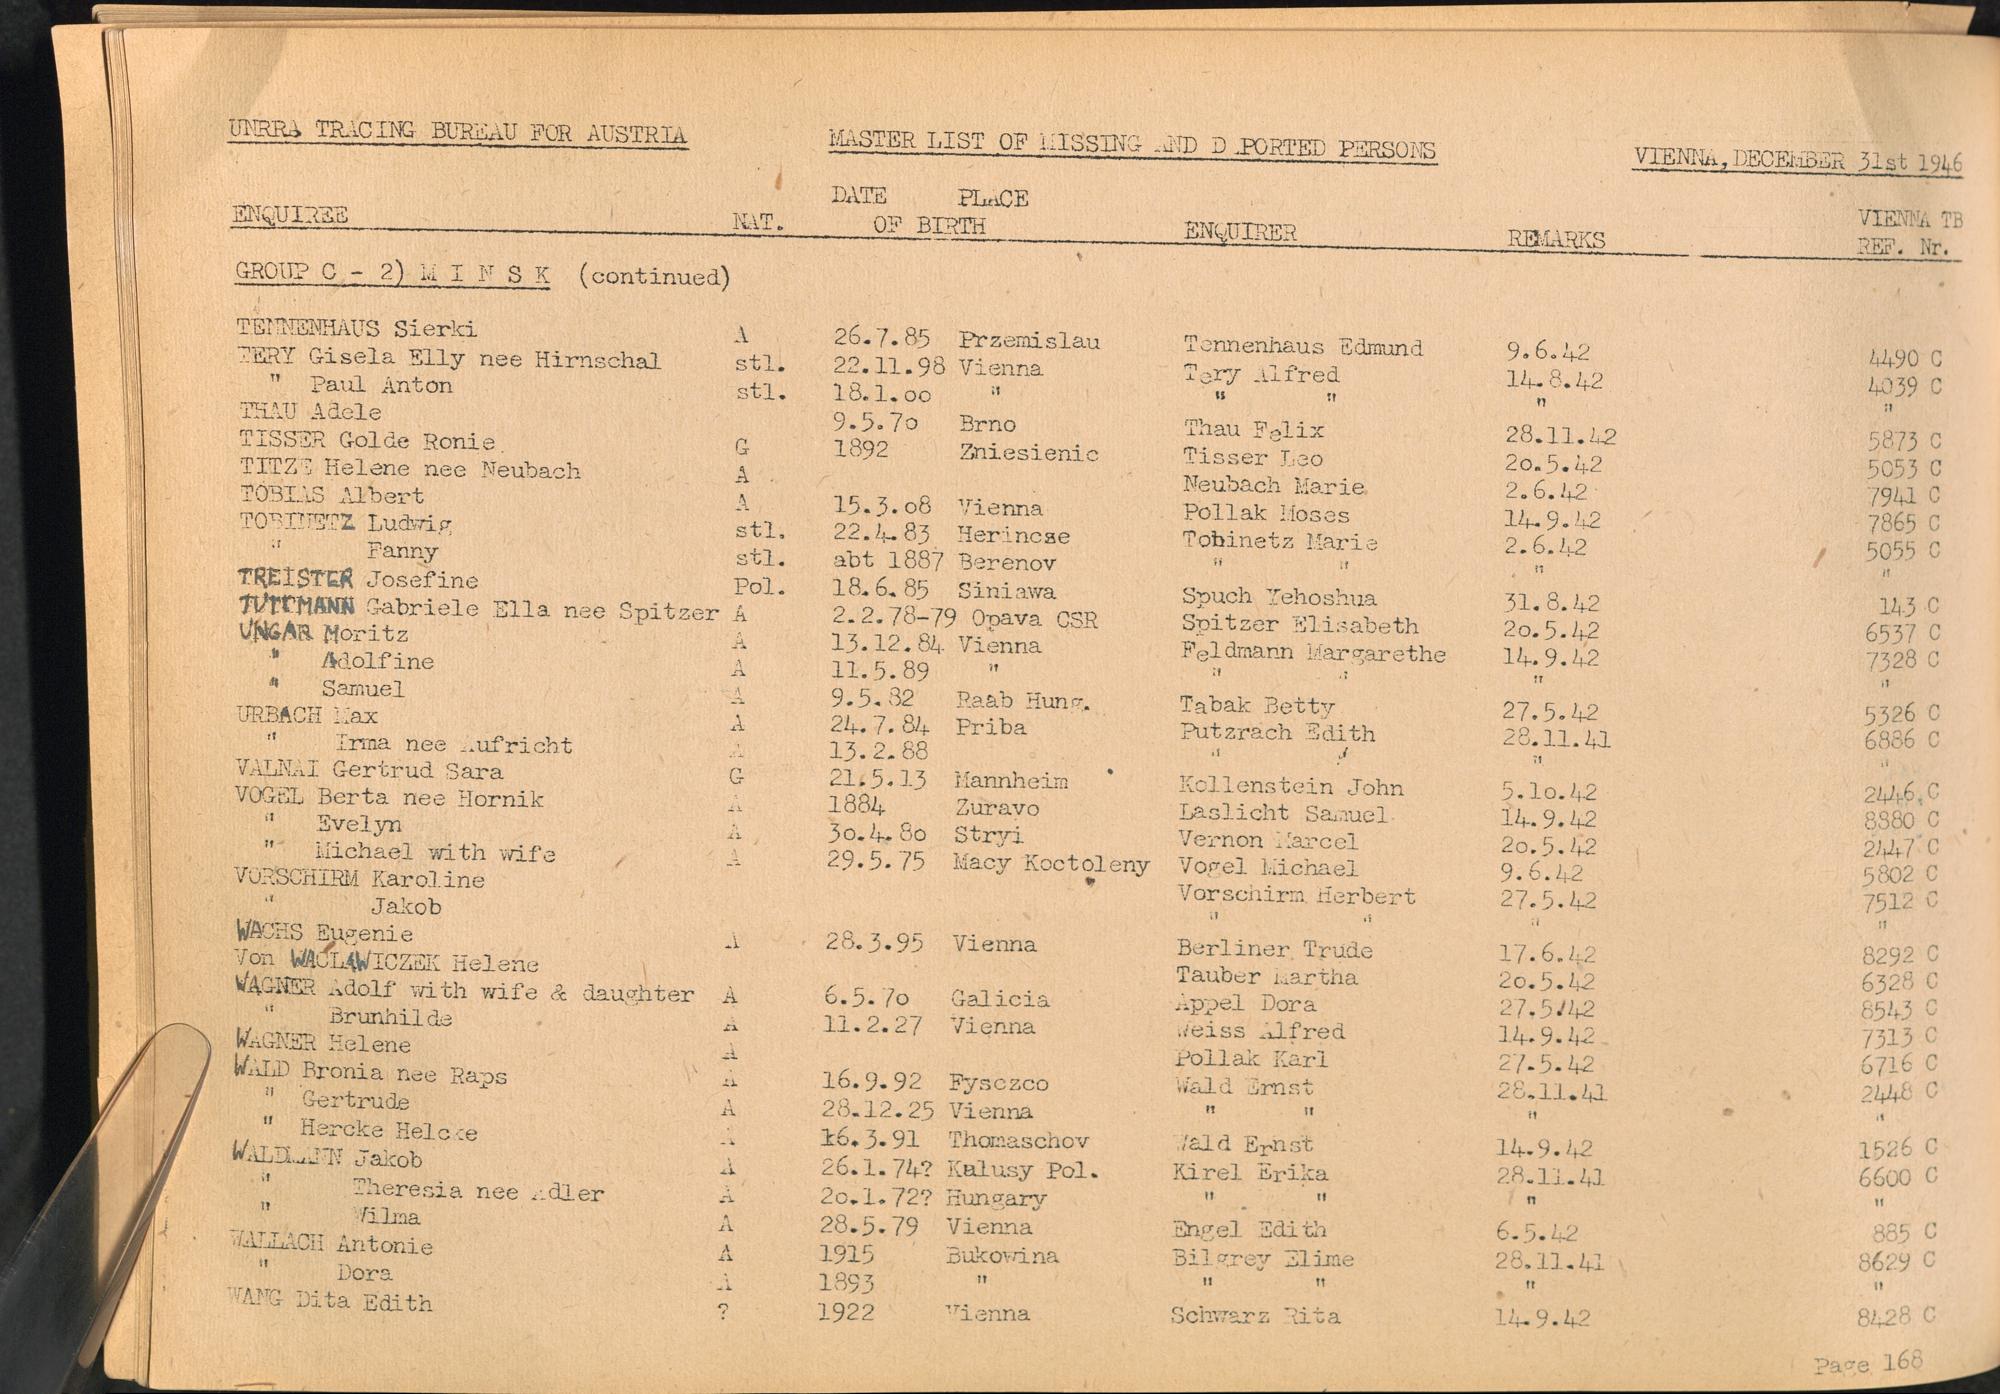 UNRRA TRACING BUREAU FOR AUSTRIA MASTER LIST OF MISSING AND D PORTED PERSONS VIENNA, DECEMBER 31st 1946
DATE PLACE
ENQUIREE NAT. OF BIRTH ENQUIRER REMARKS VIENNA TB REF. Nr.
GROUP C - 2) M I N S K (continued)
TENNENHAUS Sierki A 26.7.85 Przemislau Tennenhaus Edmund 9.6.42 4490 C
TERY Gisela Elly nee Hirnschal stl. 22.11.98 Vienna Tery Alfred 14.8.42 4039 C
" Paul Anton stl. 18.1.oo " " " " "
THAU Adele 9.5.7o Brno Thau Felix 28.11.42 5873 C
TISSER Golde Ronie G 1892 Zniesienic Tisser Leo 2o.5.42 5053 C
TITZE Helene nee Neubach A Neubach Marie 2.6.42 7941 C
TOBIAS Albert A 15.3.o8 Vienna Pollak Moses 14.9.42 7865 C
TOBINETZ Ludwig stl. 22.4.83 Herincse Tobinetz Marie 2.6.42 5055 C
" Fanny stl. abt 1887 Berenov " " " "
TREISTER Josefine Pol. 18.6.85 Siniawa Spuch Yehoshua 31.8.42 143 C
TUTTMANN Gabriele Ella nee Spitzer A 2.2.78-79 Opava CSR Spitzer Elisabeth 2o.5.42 6537 C
UNGAR Moritz A 13.12.84 Vienna Feldmann Margarethe 14.9.42 7328 C
" Adolfine A 11.5.89 " " " " "
" Samuel A 9.5.82 Raab Hung. Tabak Betty 27.5.42 5326 C
URBACH Max A 24.7.84 Priba Putzrach Edith 28.11.41 6886 C
" Irma nee Aufricht A 13.2.88 " " " "
VALNAI Gertrud Sara G 21.5.13 Mannheim Kollenstein John 5.1o.42 2446 C
VOGEL Berta nee Hornik A 1884 Zuravo Laslicht Samuel 14.9.42 8880 C
" Evelyn A 3o.4.8o Stryi Vernon Marcel 2o.5.42 2447 C
" Michael with wife A 29.5.75 Macy Koctoleny Vogel Michael 9.6.42 5802 C
VORSCHIRM Karoline Vorschirm Herbert 27.5.42 7512 C
" Jakob " " " "
WACHS Eugenie A 28.3.95 Vienna Berliner Trude 17.6.42 8292 C
Von WACLAWICZEK Helene Tauber Martha 2o.5.42 6328 C
WAGNER Adolf with wife & daughter A 6.5.7o Galicia Appel Dora 27.5.42 8543 C
" Brunhilde A 11.2.27 Vienna Weiss Alfred 14.9.42 7313 C
WAGNER Helene A Pollak Karl 27.5.42 6716 C
WALD Bronia nee Raps A 16.9.92 Fysczco Wald Ernst 28.11.41 2448 C
" Gertrude A 28.12.25 Vienna " " " "
" Hercke Helcke A 16.3.91 Thomaschov Wald Ernst 14.9.42 1526 C
WALDMANN Jakob A 26.1.74? Kalusy Pol. Kirel Erika 28.11.41 6600 C
" Theresia nee Adler A 2o.1.72? Hungary " " " "
" Wilma A 28.5.79 Vienna Engel Edith 6.5.42 885 C
WALLACH Antonie A 1915 Bukowina Bilgrey Elime 28.11.41 8629 C
" Dora A 1893 " " " " "
WANG Dita Edith ? 1922 Vienna Schwarz Rita 14.9.42 8428 C
Page 168